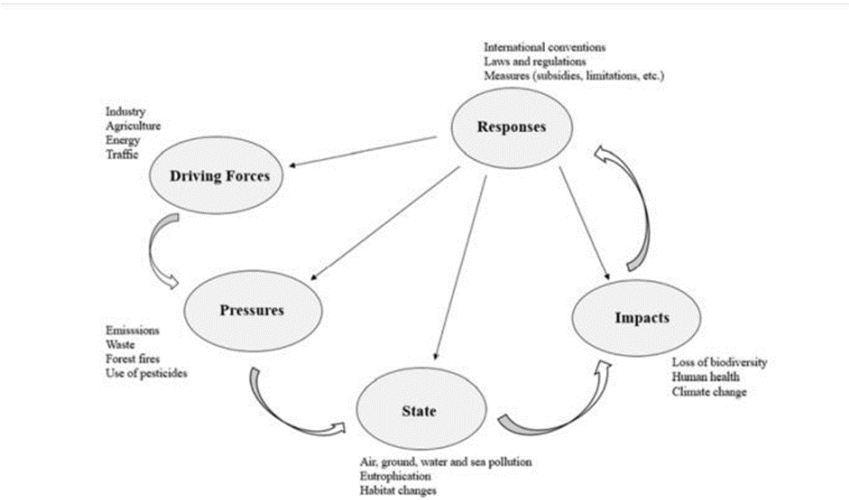 International conventions
Laws and regulations
Measures (subsidies, limitations, etc.)
Responses
Industry
Agriculture
Energy
Traffic
Driving Forces
Pressures
Emisssions
Waste
Forest fires
Use of pesticides
Impacts
Loss of biodiversity
Human health
Climate change
State
Air, ground, water and sea pollution
Eutrophication
Habitat changes